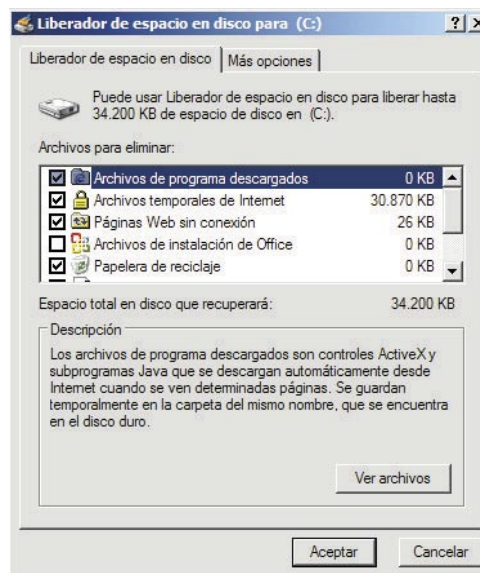 Liberador de espacio en disco para (C:)
Liberador de espacio en disco
Más opciones
Puede usar Liberador de espacio en disco para liberar hasta
34.200 KB de espacio de disco en (C:).
Archivos para eliminar:
Archivos de programa descargados 0 KB
Archivos temporales de Internet 30.870 KB
Páginas Web sin conexión 26 KB
Archivos de instalación de Office 0 KB
Papelera de reciclaje 0 KB
Espacio total en disco que recuperará: 34.200 KB
Descripción
Los archivos de programa descargados son controles ActiveX y
subprogramas Java que se descargan automáticamente desde
Internet cuando se ven determinadas páginas. Se guardan
temporalmente en la carpeta del mismo nombre, que se encuentra
en el disco duro.
Ver archivos
Aceptar
Cancelar